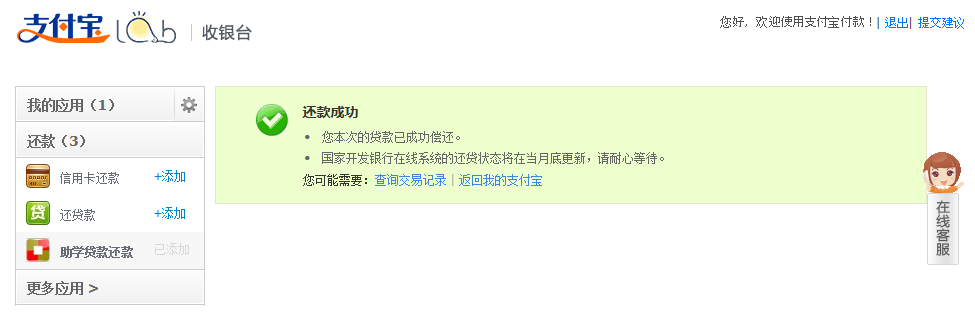 支付宝 Lab 收银台
您好，欢迎使用支付宝付款！| 退出| 提交建议
我的应用（1）
还款（3）
信用卡还款 +添加
贷 还贷款 +添加
助学贷款还款 已添加
更多应用 >
还款成功
您本次的贷款已成功偿还。
国家开发银行在线系统的还贷状态将在当月底更新，请耐心等待。
您可能需要：查询交易记录 | 返回我的支付宝
在线客服